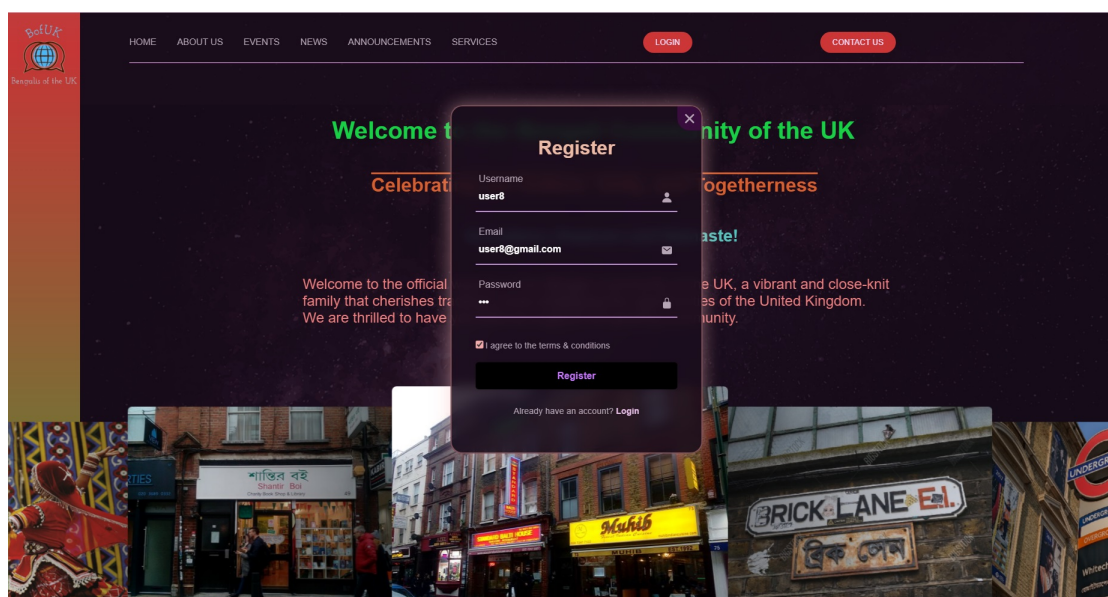 BofUK
Bengalis of the UK
HOME ABOUT US EVENTS NEWS ANNOUNCEMENTS SERVICES LOGIN CONTACT US
Welcome nity of the UK
Celebrati ogetherness
aste!
Welcome to the official e UK, a vibrant and close-knit
family that cherishes tra es of the United Kingdom.
We are thrilled to have unity.
Register
Username
user8
Email
user8@gmail.com
Password
•••
I agree to the terms & conditions
Register
Already have an account? Login
শান্তির বই
Shantir Boi
Muhib
BRICK LANE E.1.
ব্রিক লেন
UNDERGR